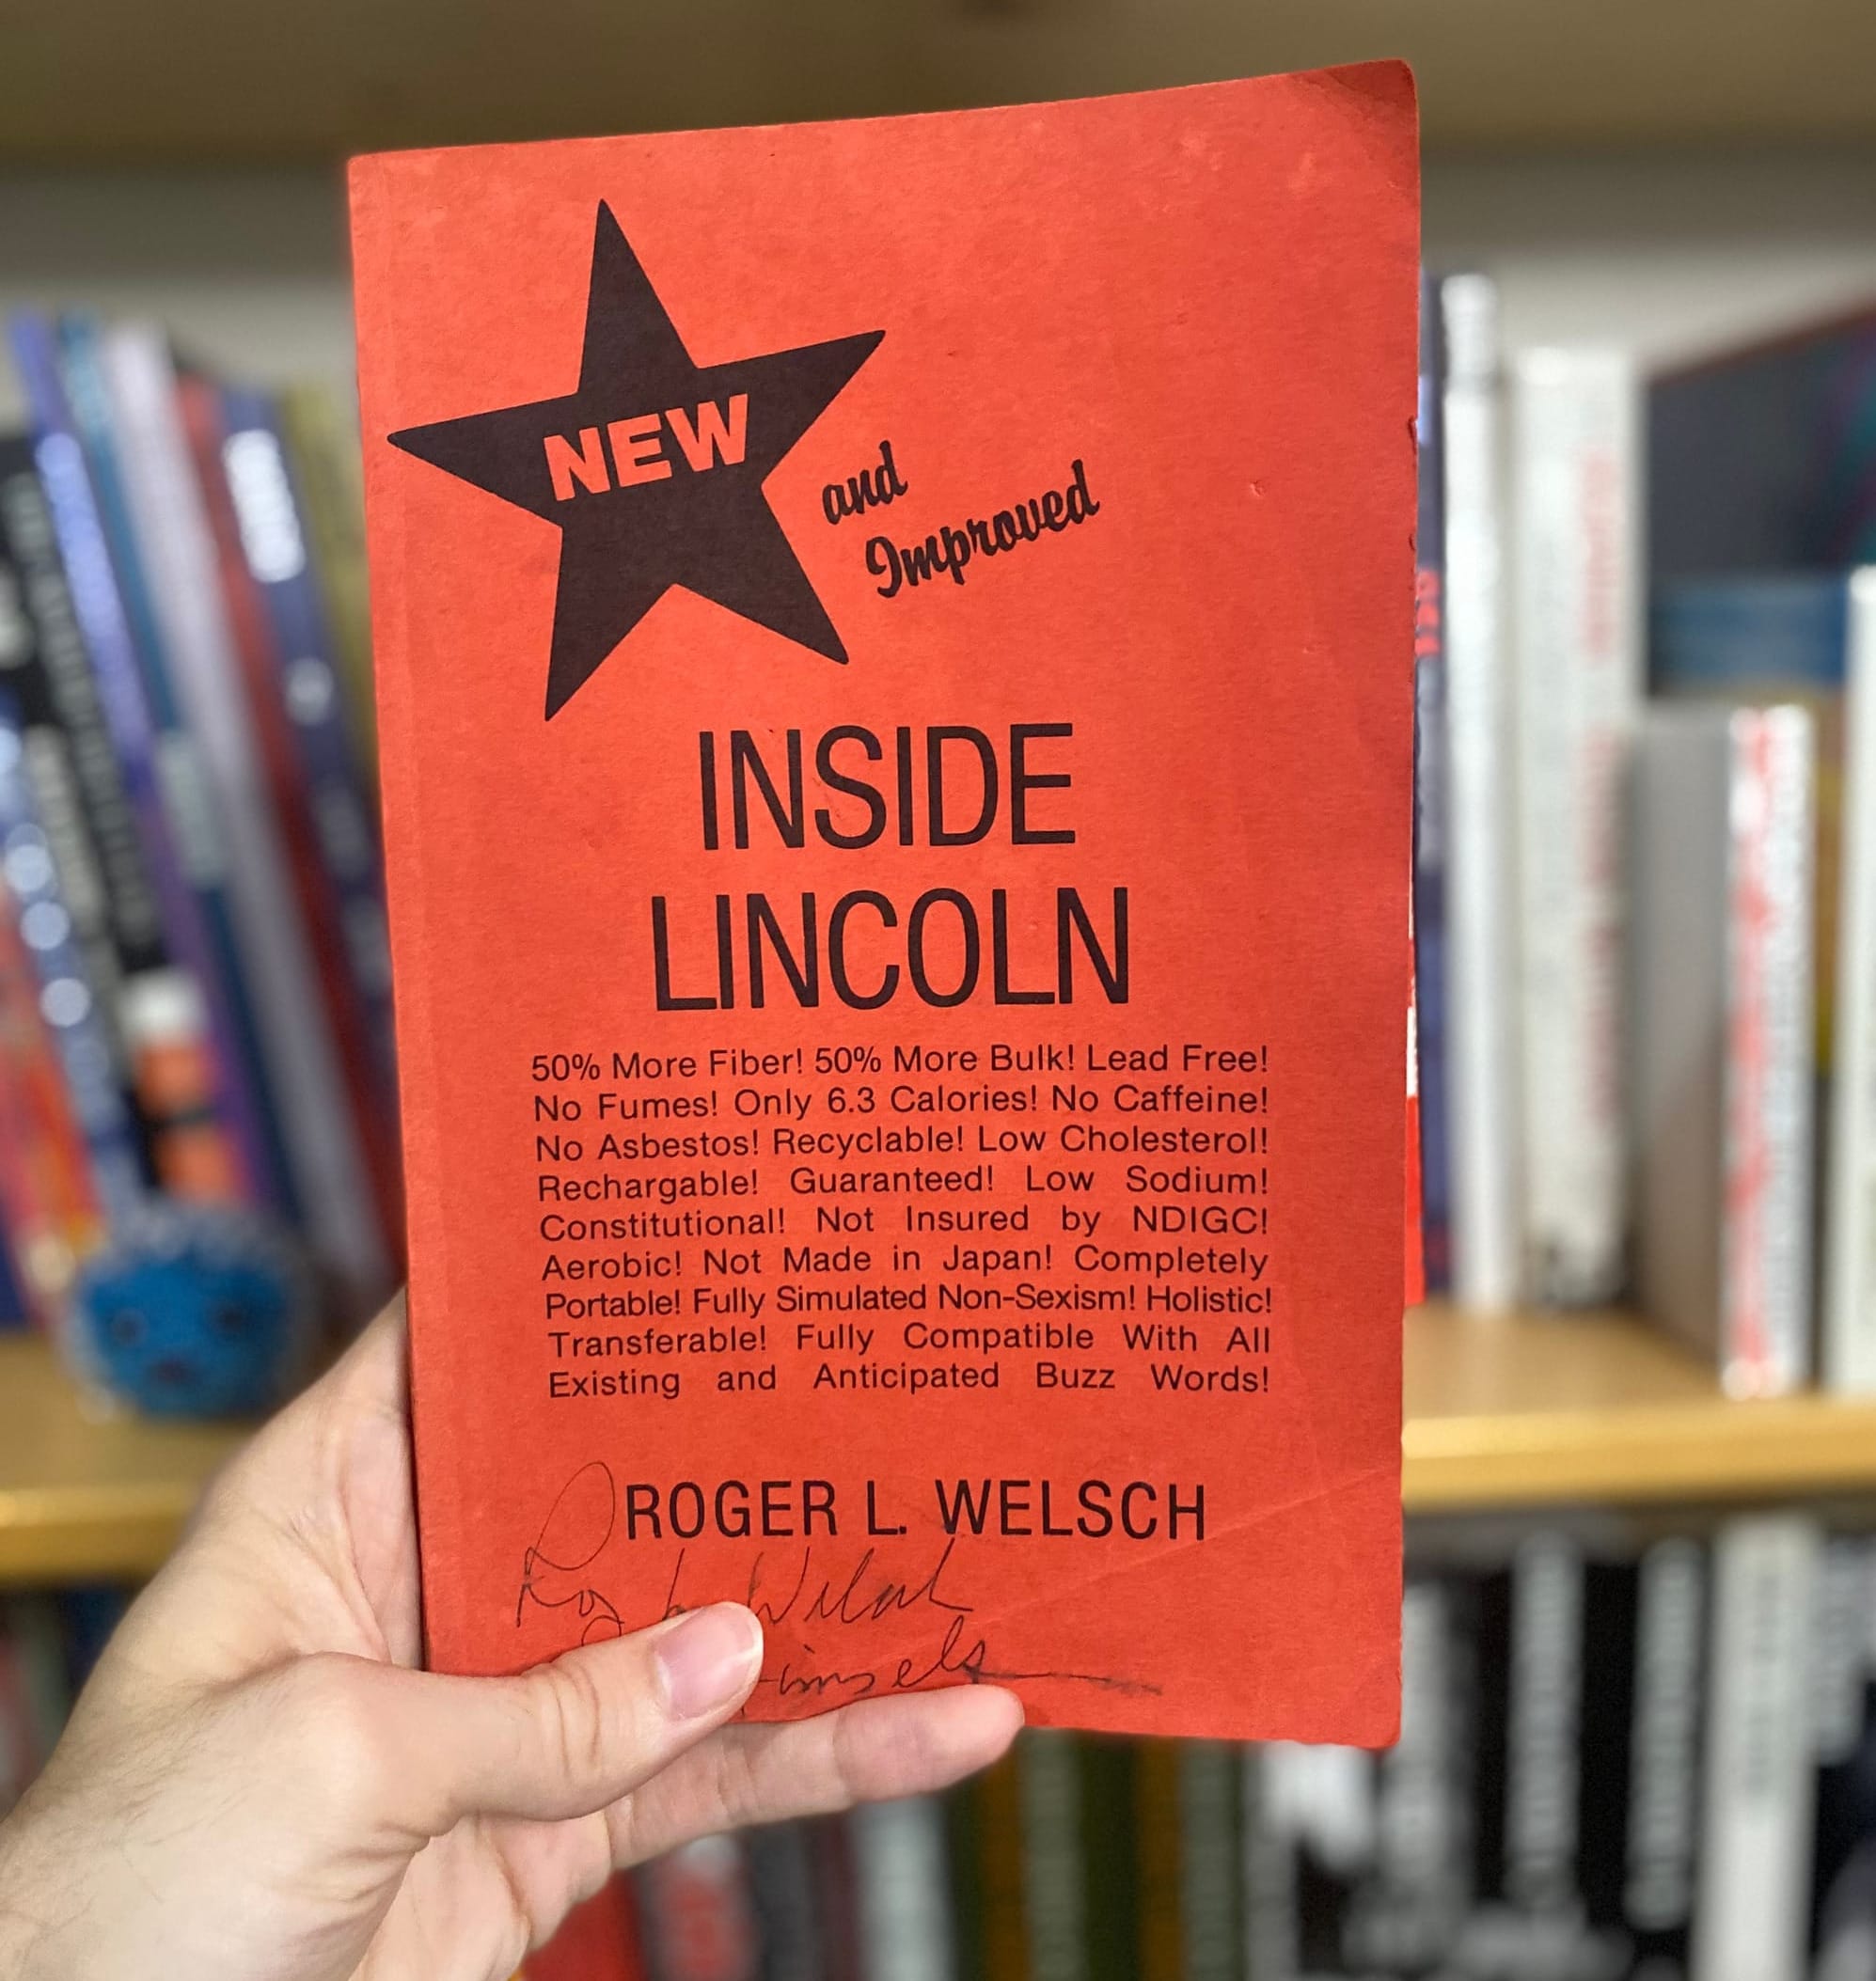 NEW
and
Improved
INSIDE
LINCOLN
50% More Fiber! 50% More Bulk! Lead Free!
No Fumes! Only 6.3 Calories! No Caffeine!
No Asbestos! Recyclable! Low Cholesterol!
Rechargable! Guaranteed! Low Sodium!
Constitutional! Not Insured by NDIGC!
Aerobic! Not Made in Japan! Completely
Portable! Fully Simulated Non-Sexism! Holistic!
Transferable! Fully Compatible With All
Existing and Anticipated Buzz Words!
ROGER L. WELSCH
Rog Welsch